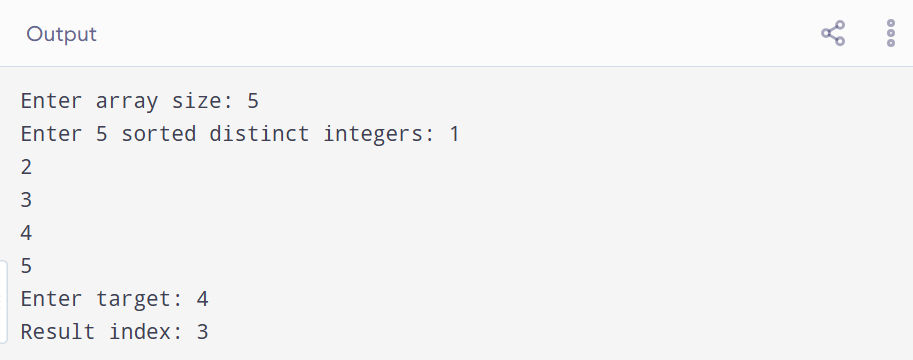 Output
Enter array size: 5
Enter 5 sorted distinct integers: 1
2
3
4
5
Enter target: 4
Result index: 3